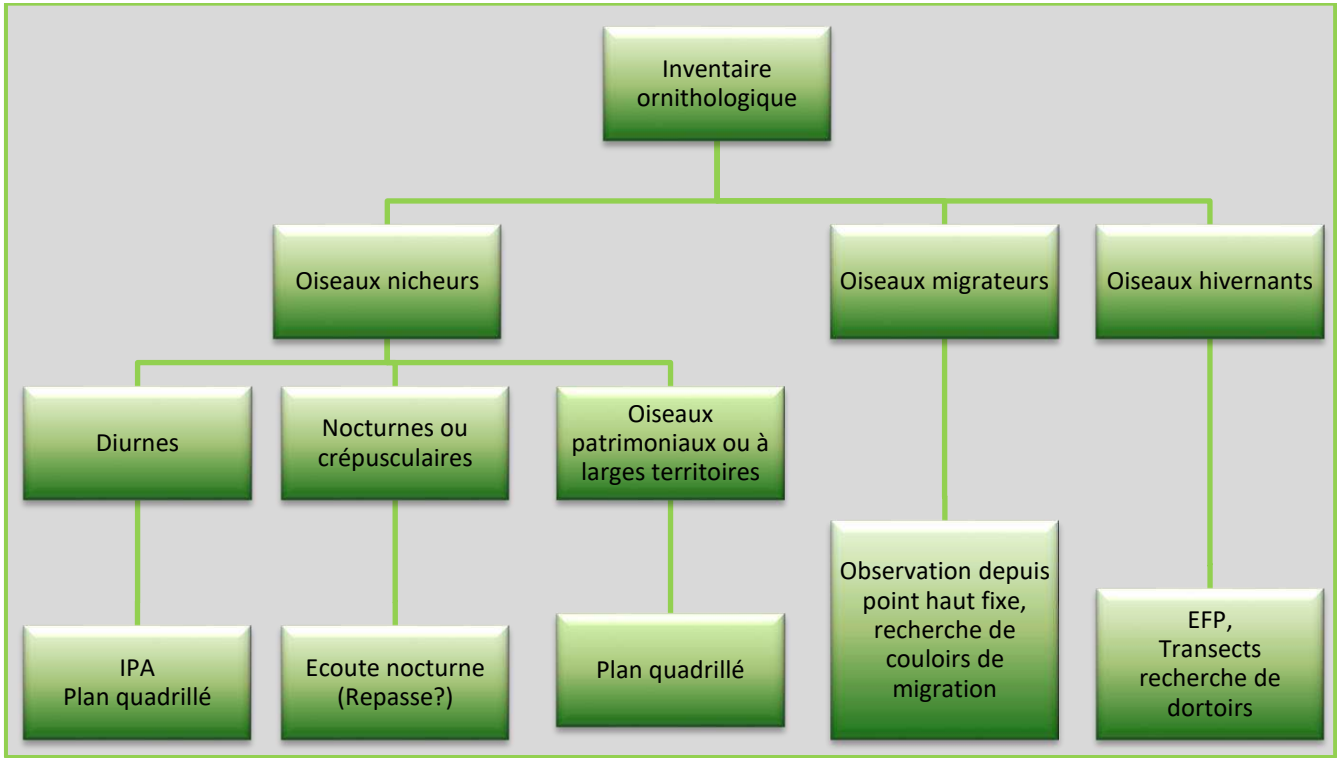 Inventaire
ornithologique
Oiseaux nicheurs
Oiseaux migrateurs
Oiseaux hivernants
Diurnes
Nocturnes ou
crépusculaires
Oiseaux
patrimoniaux ou à
larges territoires
IPA
Plan quadrillé
Ecoute nocturne
(Repasse?)
Plan quadrillé
Observation depuis
point haut fixe,
recherche de
couloirs de
migration
EFP,
Transects
recherche de
dortoirs